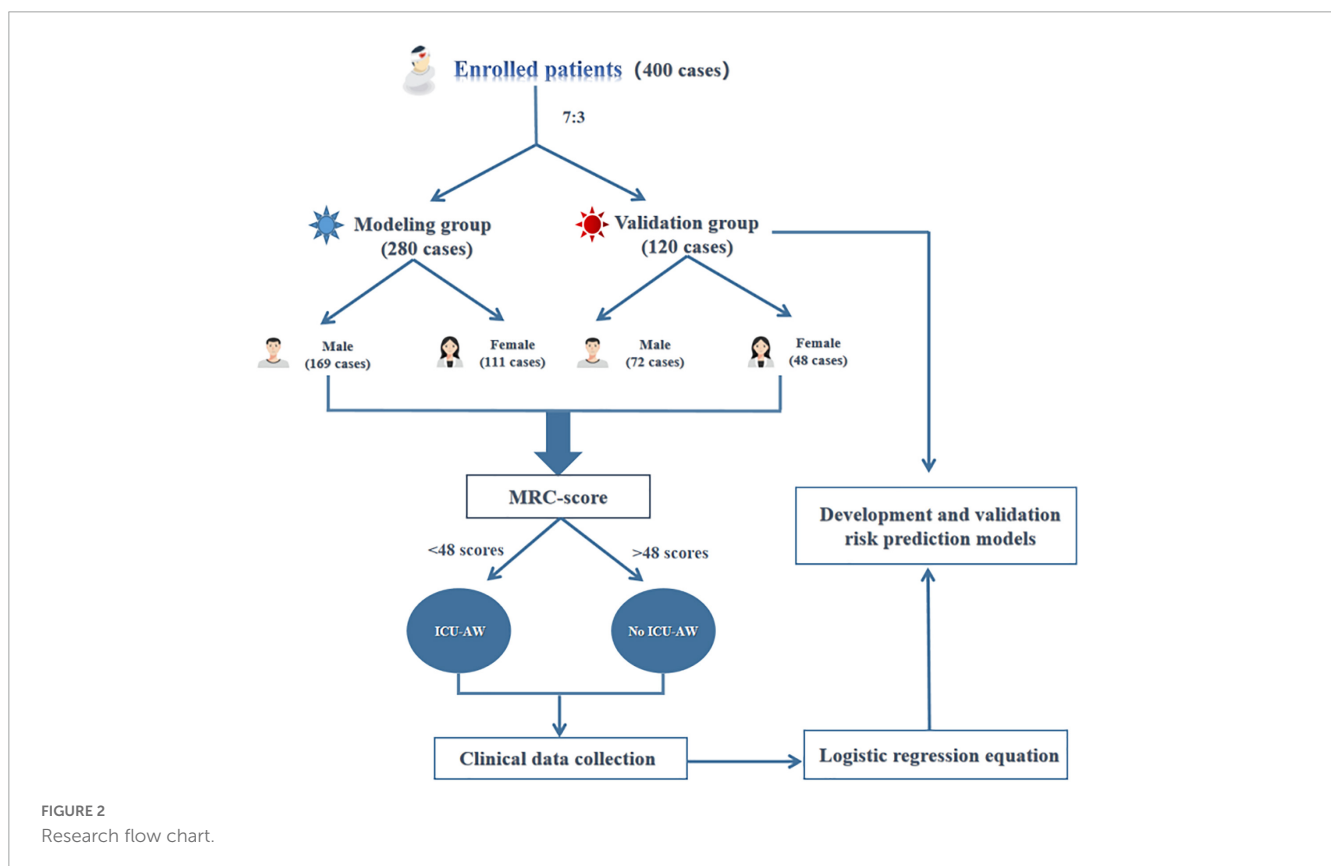 Enrolled patients (400 cases)
7:3
Modeling group
(280 cases)
Validation group
(120 cases)
Male
(169 cases)
Female
(111 cases)
Male
(72 cases)
Female
(48 cases)
MRC-score
<48 scores
>48 scores
Development and validation
risk prediction models
ICU-AW
No ICU-AW
Clinical data collection
Logistic regression equation
FIGURE 2
Research flow chart.